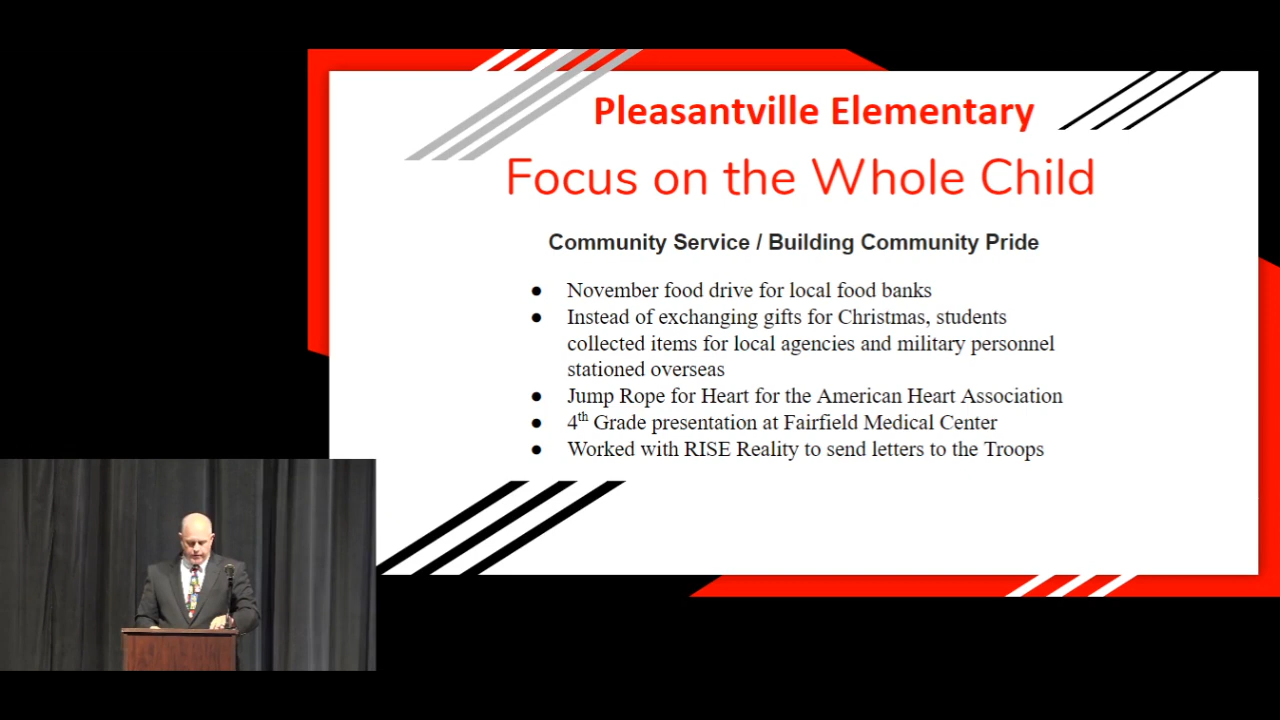 Pleasantville Elementary
Focus on the Whole Child
Community Service / Building Community Pride
● November food drive for local food banks
● Instead of exchanging gifts for Christmas, students
collected items for local agencies and military personnel
stationed overseas
● Jump Rope for Heart for the American Heart Association
● 4th Grade presentation at Fairfield Medical Center
● Worked with RISE Reality to send letters to the Troops